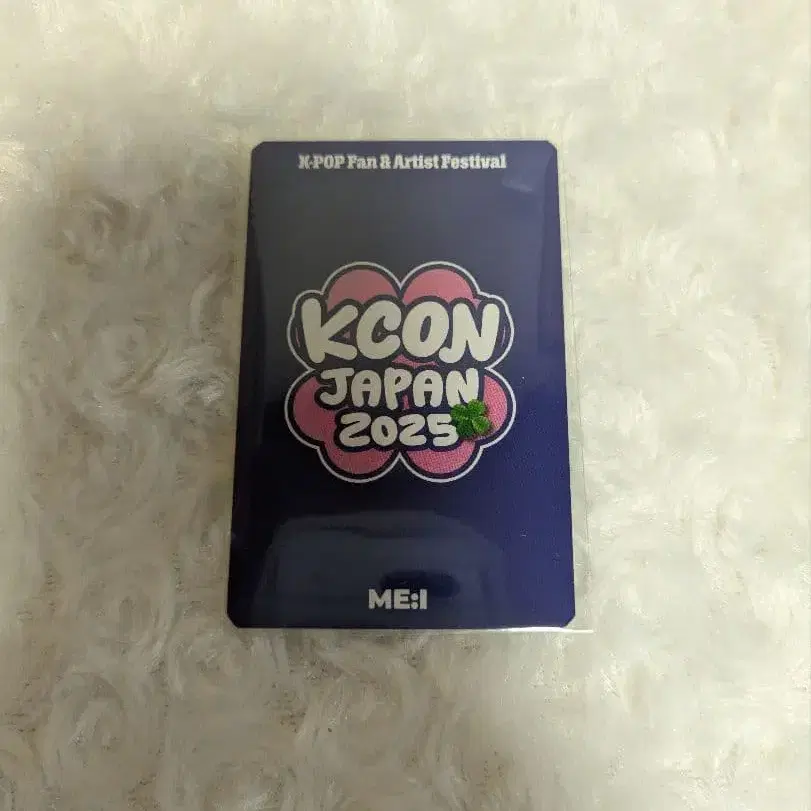 K-POP Fan & Artist Festival
KCON
JAPAN
2025
ME:I